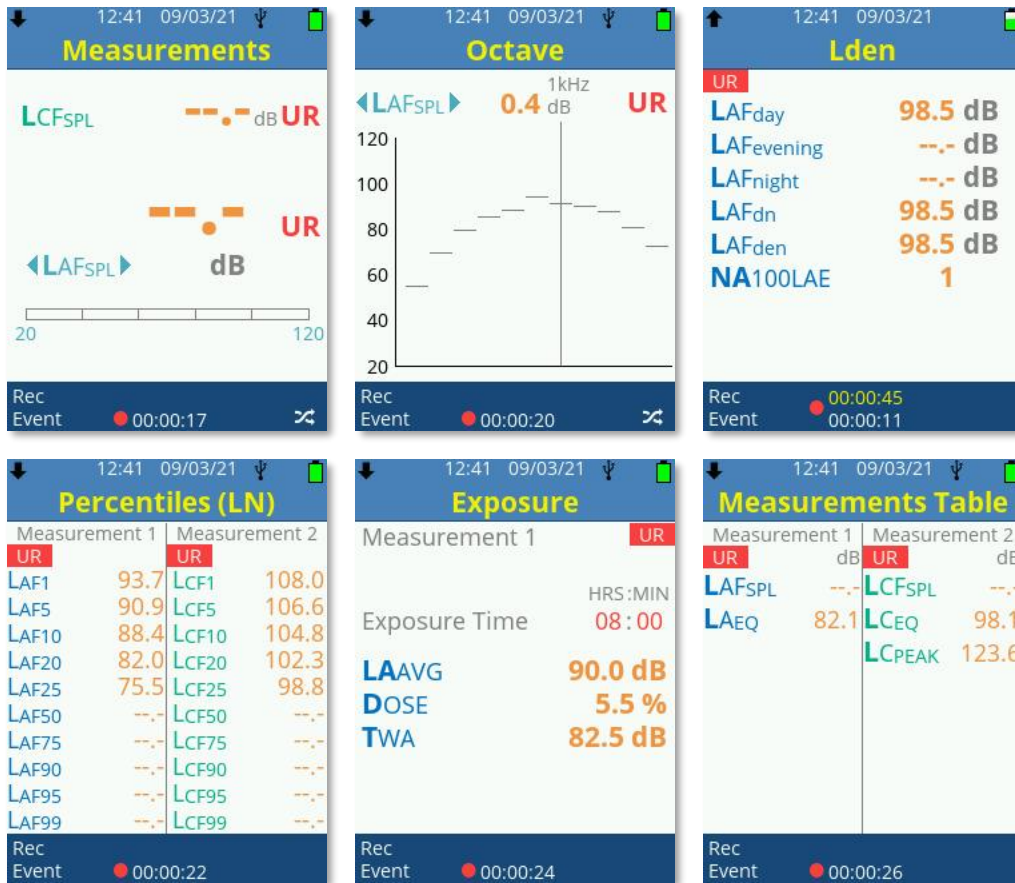 12:41 09/03/21
Measurements
LCFSPL --.- dB UR
--.- UR
LAFSPL dB
20 120
Rec
Event 00:00:17
12:41 09/03/21
Octave
1kHz
LAFSPL 0.4 dB UR
120
100
80
60
40
20
Rec
Event 00:00:20
12:41 09/03/21
Lden
UR
LAFday 98.5 dB
LAFevening --.- dB
LAFnight --.- dB
LAFdn 98.5 dB
LAFden 98.5 dB
NA100LAE 1
Rec 00:00:45
Event 00:00:11
12:41 09/03/21
Percentiles (LN)
Measurement 1 Measurement 2
UR UR
LAF1 93.7 LCF1 108.0
LAF5 90.9 LCF5 106.6
LAF10 88.4 LCF10 104.8
LAF20 82.0 LCF20 102.3
LAF25 75.5 LCF25 98.8
LAF50 --.- LCF50 --.-
LAF75 --.- LCF75 --.-
LAF90 --.- LCF90 --.-
LAF95 --.- LCF95 --.-
LAF99 --.- LCF99 --.-
Rec
Event 00:00:22
12:41 09/03/21
Exposure
Measurement 1 UR
HRS:MIN
Exposure Time 08:00
LAAVG 90.0 dB
DOSE 5.5 %
TWA 82.5 dB
Rec
Event 00:00:24
12:41 09/03/21
Measurements Table
Measurement 1 Measurement 2
UR dB UR dB
LAFSPL --.- LCFSPL --.-
LAEQ 82.1 LCEQ 98.1
LCPEAK 123.6
Rec
Event 00:00:26